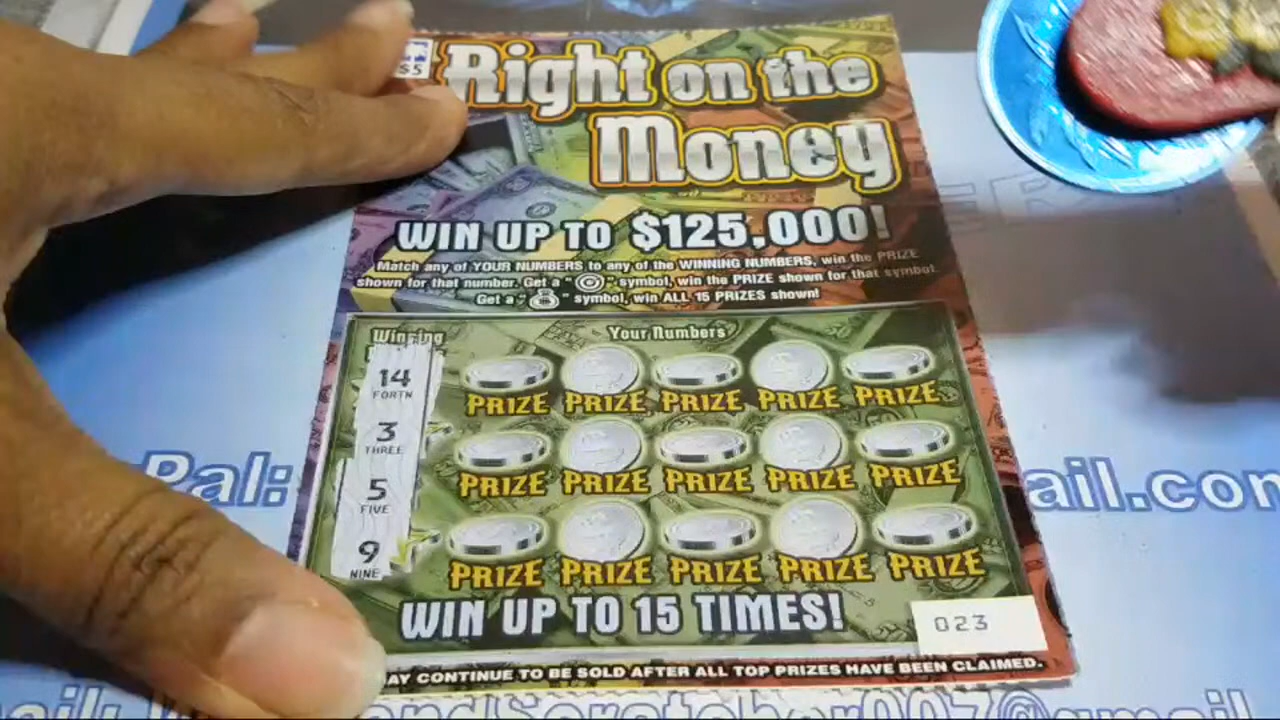 $5
Right on the
Money
WIN UP TO $125,000!
Match any of YOUR NUMBERS to any of the WINNING NUMBERS, win the PRIZE
shown for that number. Get a " " symbol, win the PRIZE shown for that symbol.
Get a " " symbol, win ALL 15 PRIZES shown!
Winning Your Numbers
14
FORTN
PRIZE PRIZE PRIZE PRIZE PRIZE
3
THREE
PRIZE PRIZE PRIZE PRIZE PRIZE
5
FIVE
9
NINE
PRIZE PRIZE PRIZE PRIZE PRIZE
WIN UP TO 15 TIMES!
023
AY CONTINUE TO BE SOLD AFTER ALL TOP PRIZES HAVE BEEN CLAIMED.
Pal: ail.com